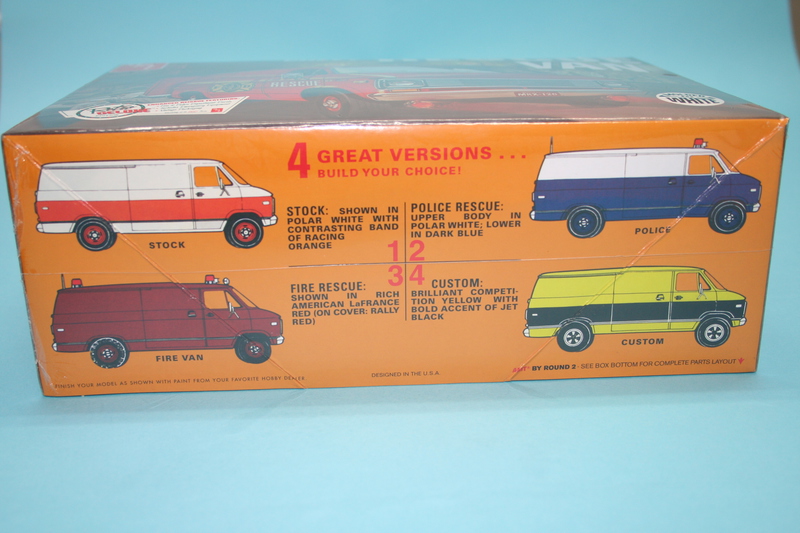 VAN
RESCUE
WHITE
4 GREAT VERSIONS . . .
BUILD YOUR CHOICE!
STOCK: SHOWN IN
POLAR WHITE WITH
CONTRASTING BAND
OF RACING
ORANGE
1
POLICE RESCUE:
UPPER BODY IN
POLAR WHITE; LOWER
IN DARK BLUE
2
STOCK
POLICE
FIRE RESCUE:
SHOWN IN RICH
AMERICAN LaFRANCE
RED (ON COVER: RALLY
RED)
3
4
CUSTOM:
BRILLIANT COMPETI-
TION YELLOW WITH
BOLD ACCENT OF JET
BLACK
FIRE VAN
CUSTOM
FINISH YOUR MODEL AS SHOWN WITH PAINT FROM YOUR FAVORITE HOBBY DEALER
DESIGNED IN THE U.S.A.
BY ROUND 2 - SEE BOX BOTTOM FOR COMPLETE PARTS LAYOUT